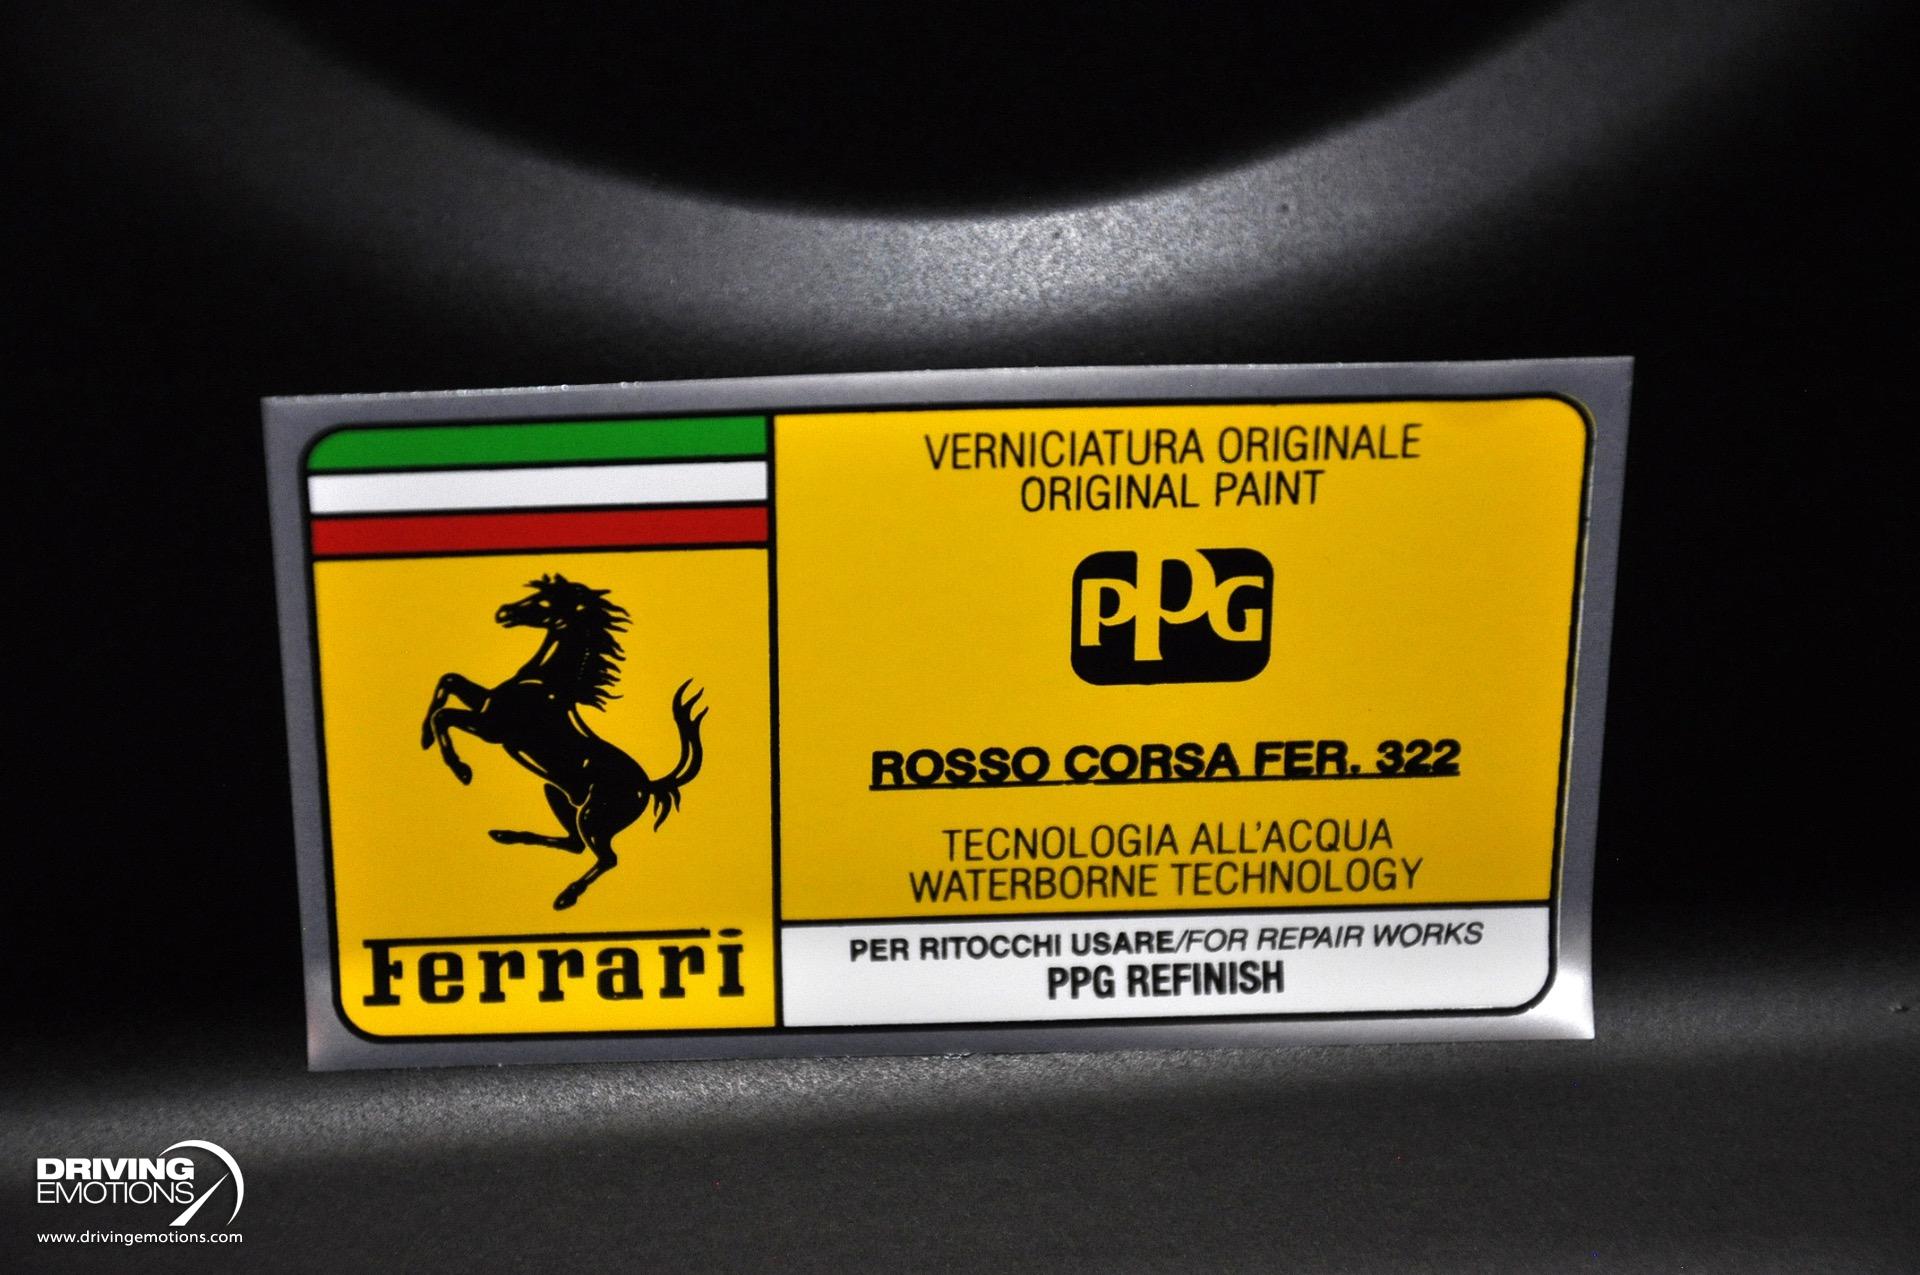 VERNICIATURA ORIGINALE
ORIGINAL PAINT
PPG
ROSSO CORSA FER. 322
TECNOLOGIA ALL'ACQUA
WATERBORNE TECHNOLOGY
PER RITOCCHI USARE/FOR REPAIR WORKS
PPG REFINISH
Ferrari
DRIVING
EMOTIONS
www.drivingemotions.com